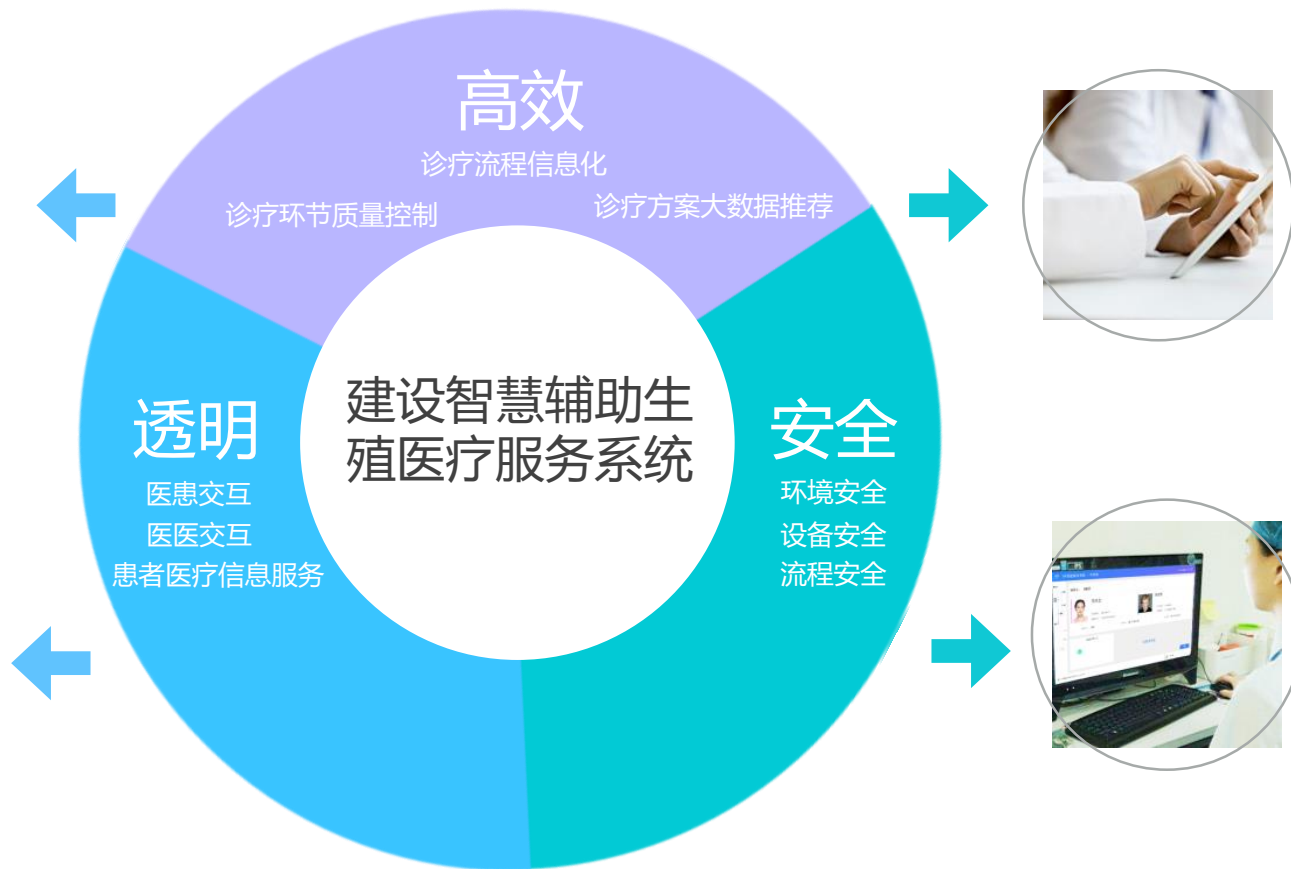 高效
诊疗流程信息化
诊疗环节质量控制
诊疗方案大数据推荐
建设智慧辅助生
殖医疗服务系统
透明
医患交互
医医交互
患者医疗信息服务
安全
环境安全
设备安全
流程安全